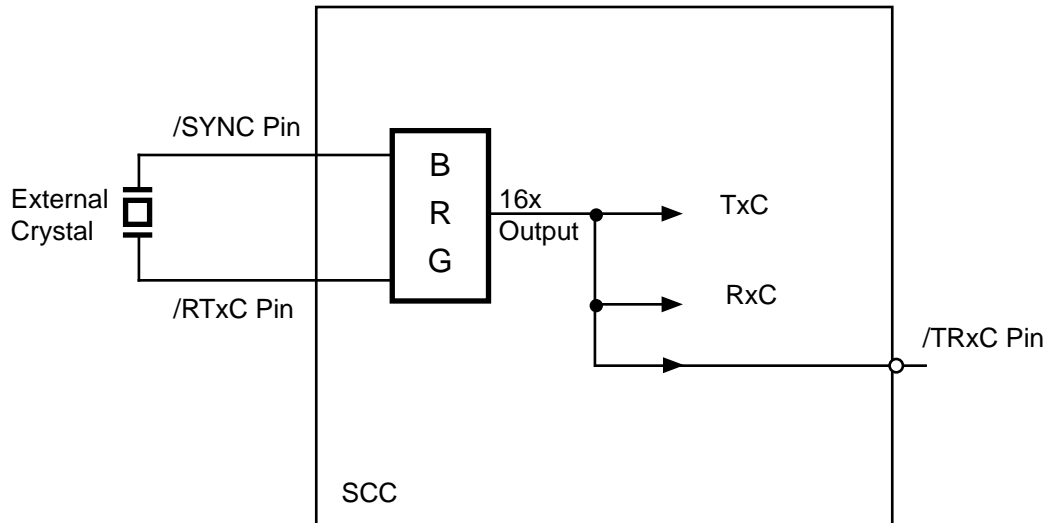 /SYNC Pin
External
Crystal
/RTxC Pin
B
R
G
16x
Output
TxC
RxC
/TRxC Pin
SCC